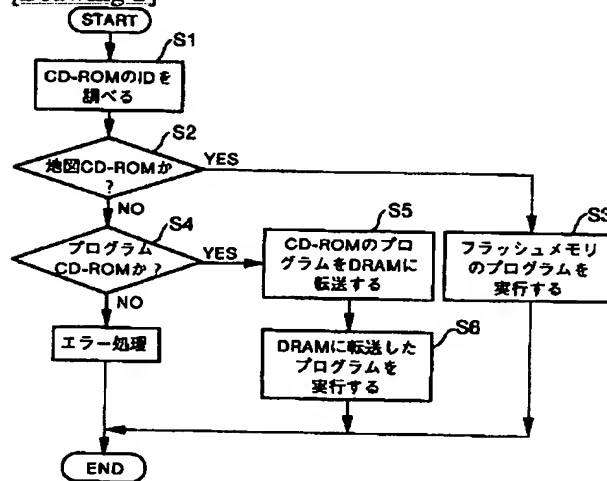 START
S1
CD-ROMのIDを
調べる
S2
地図CD-ROMか
?
YES
NO
S4
プログラム
CD-ROMか ?
YES
NO
S5
CD-ROMのプロ
グラムをDRAMに
転送する
S3
フラッシュメモリ
のプログラムを
実行する
エラー処理
S6
DRAMに転送した
プログラムを
実行する
END